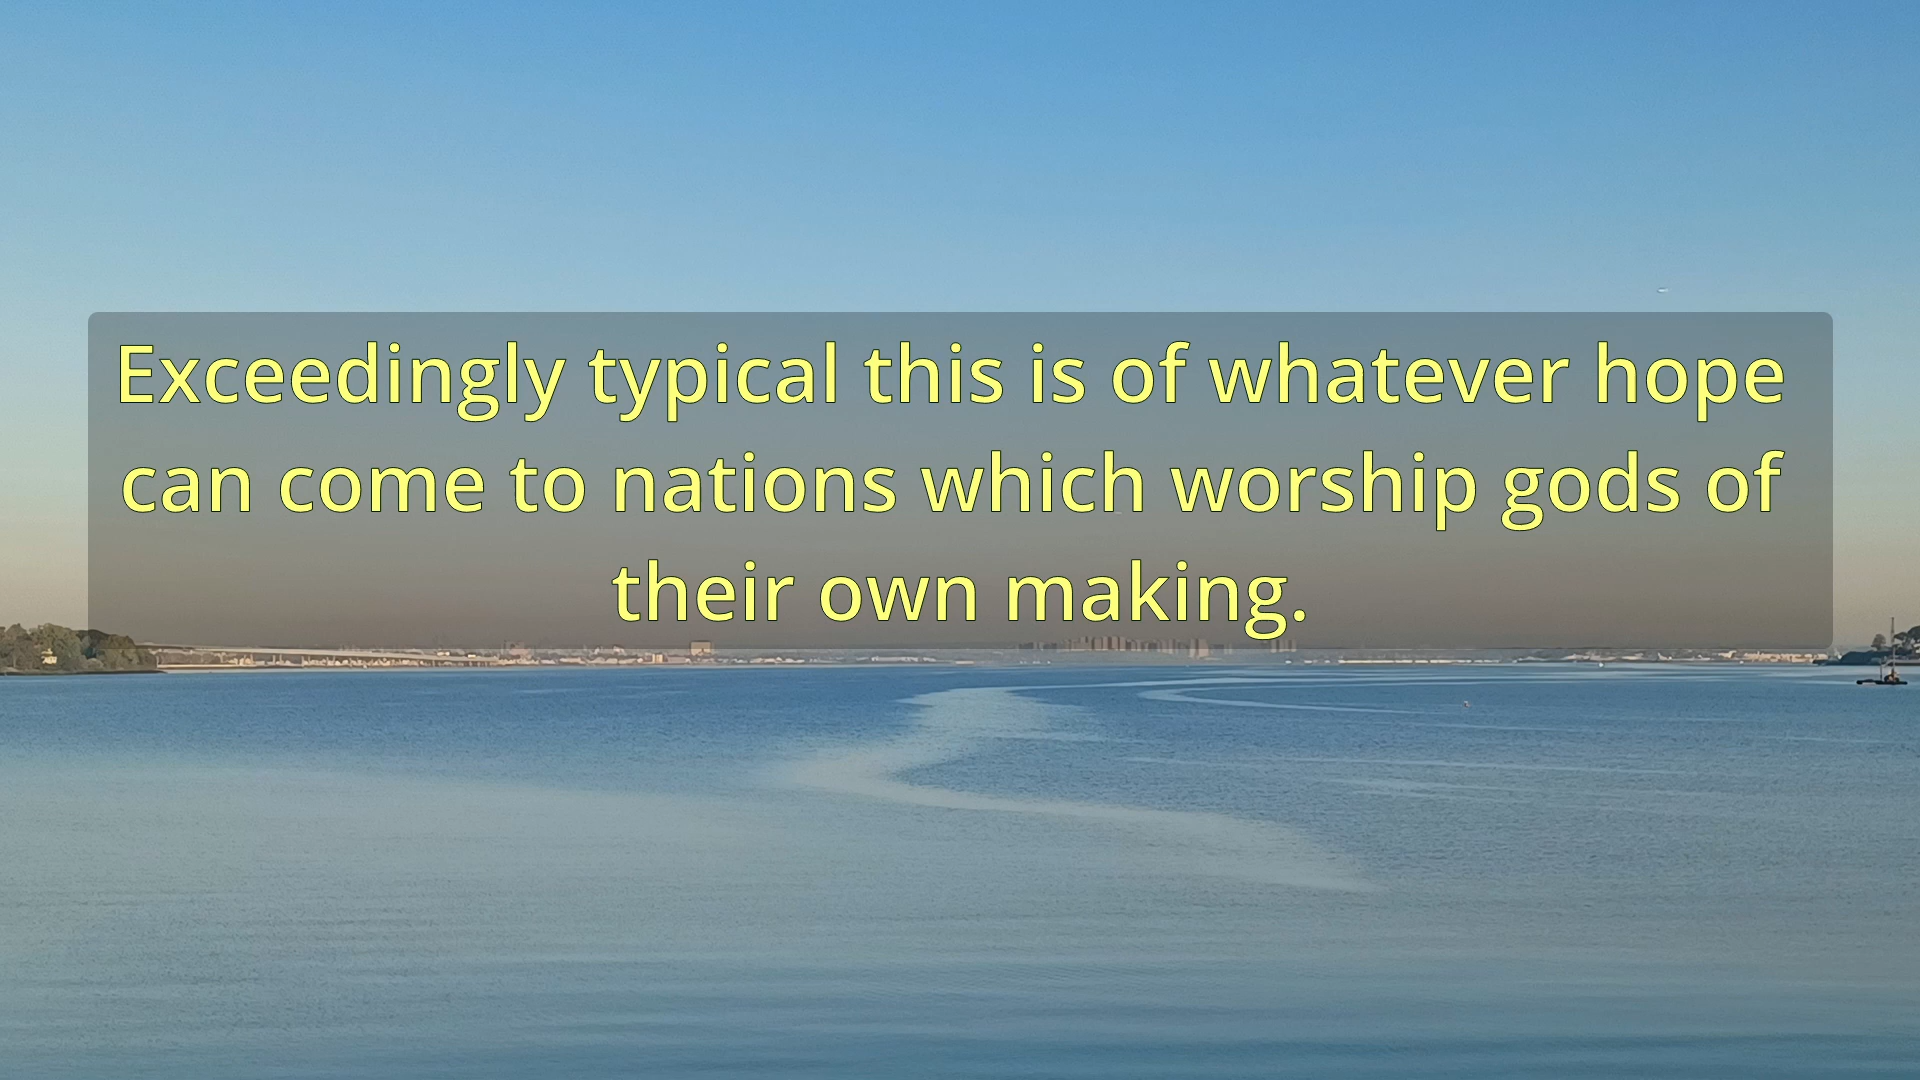 Exceedingly typical this is of whatever hope
can come to nations which worship gods of
their own making.